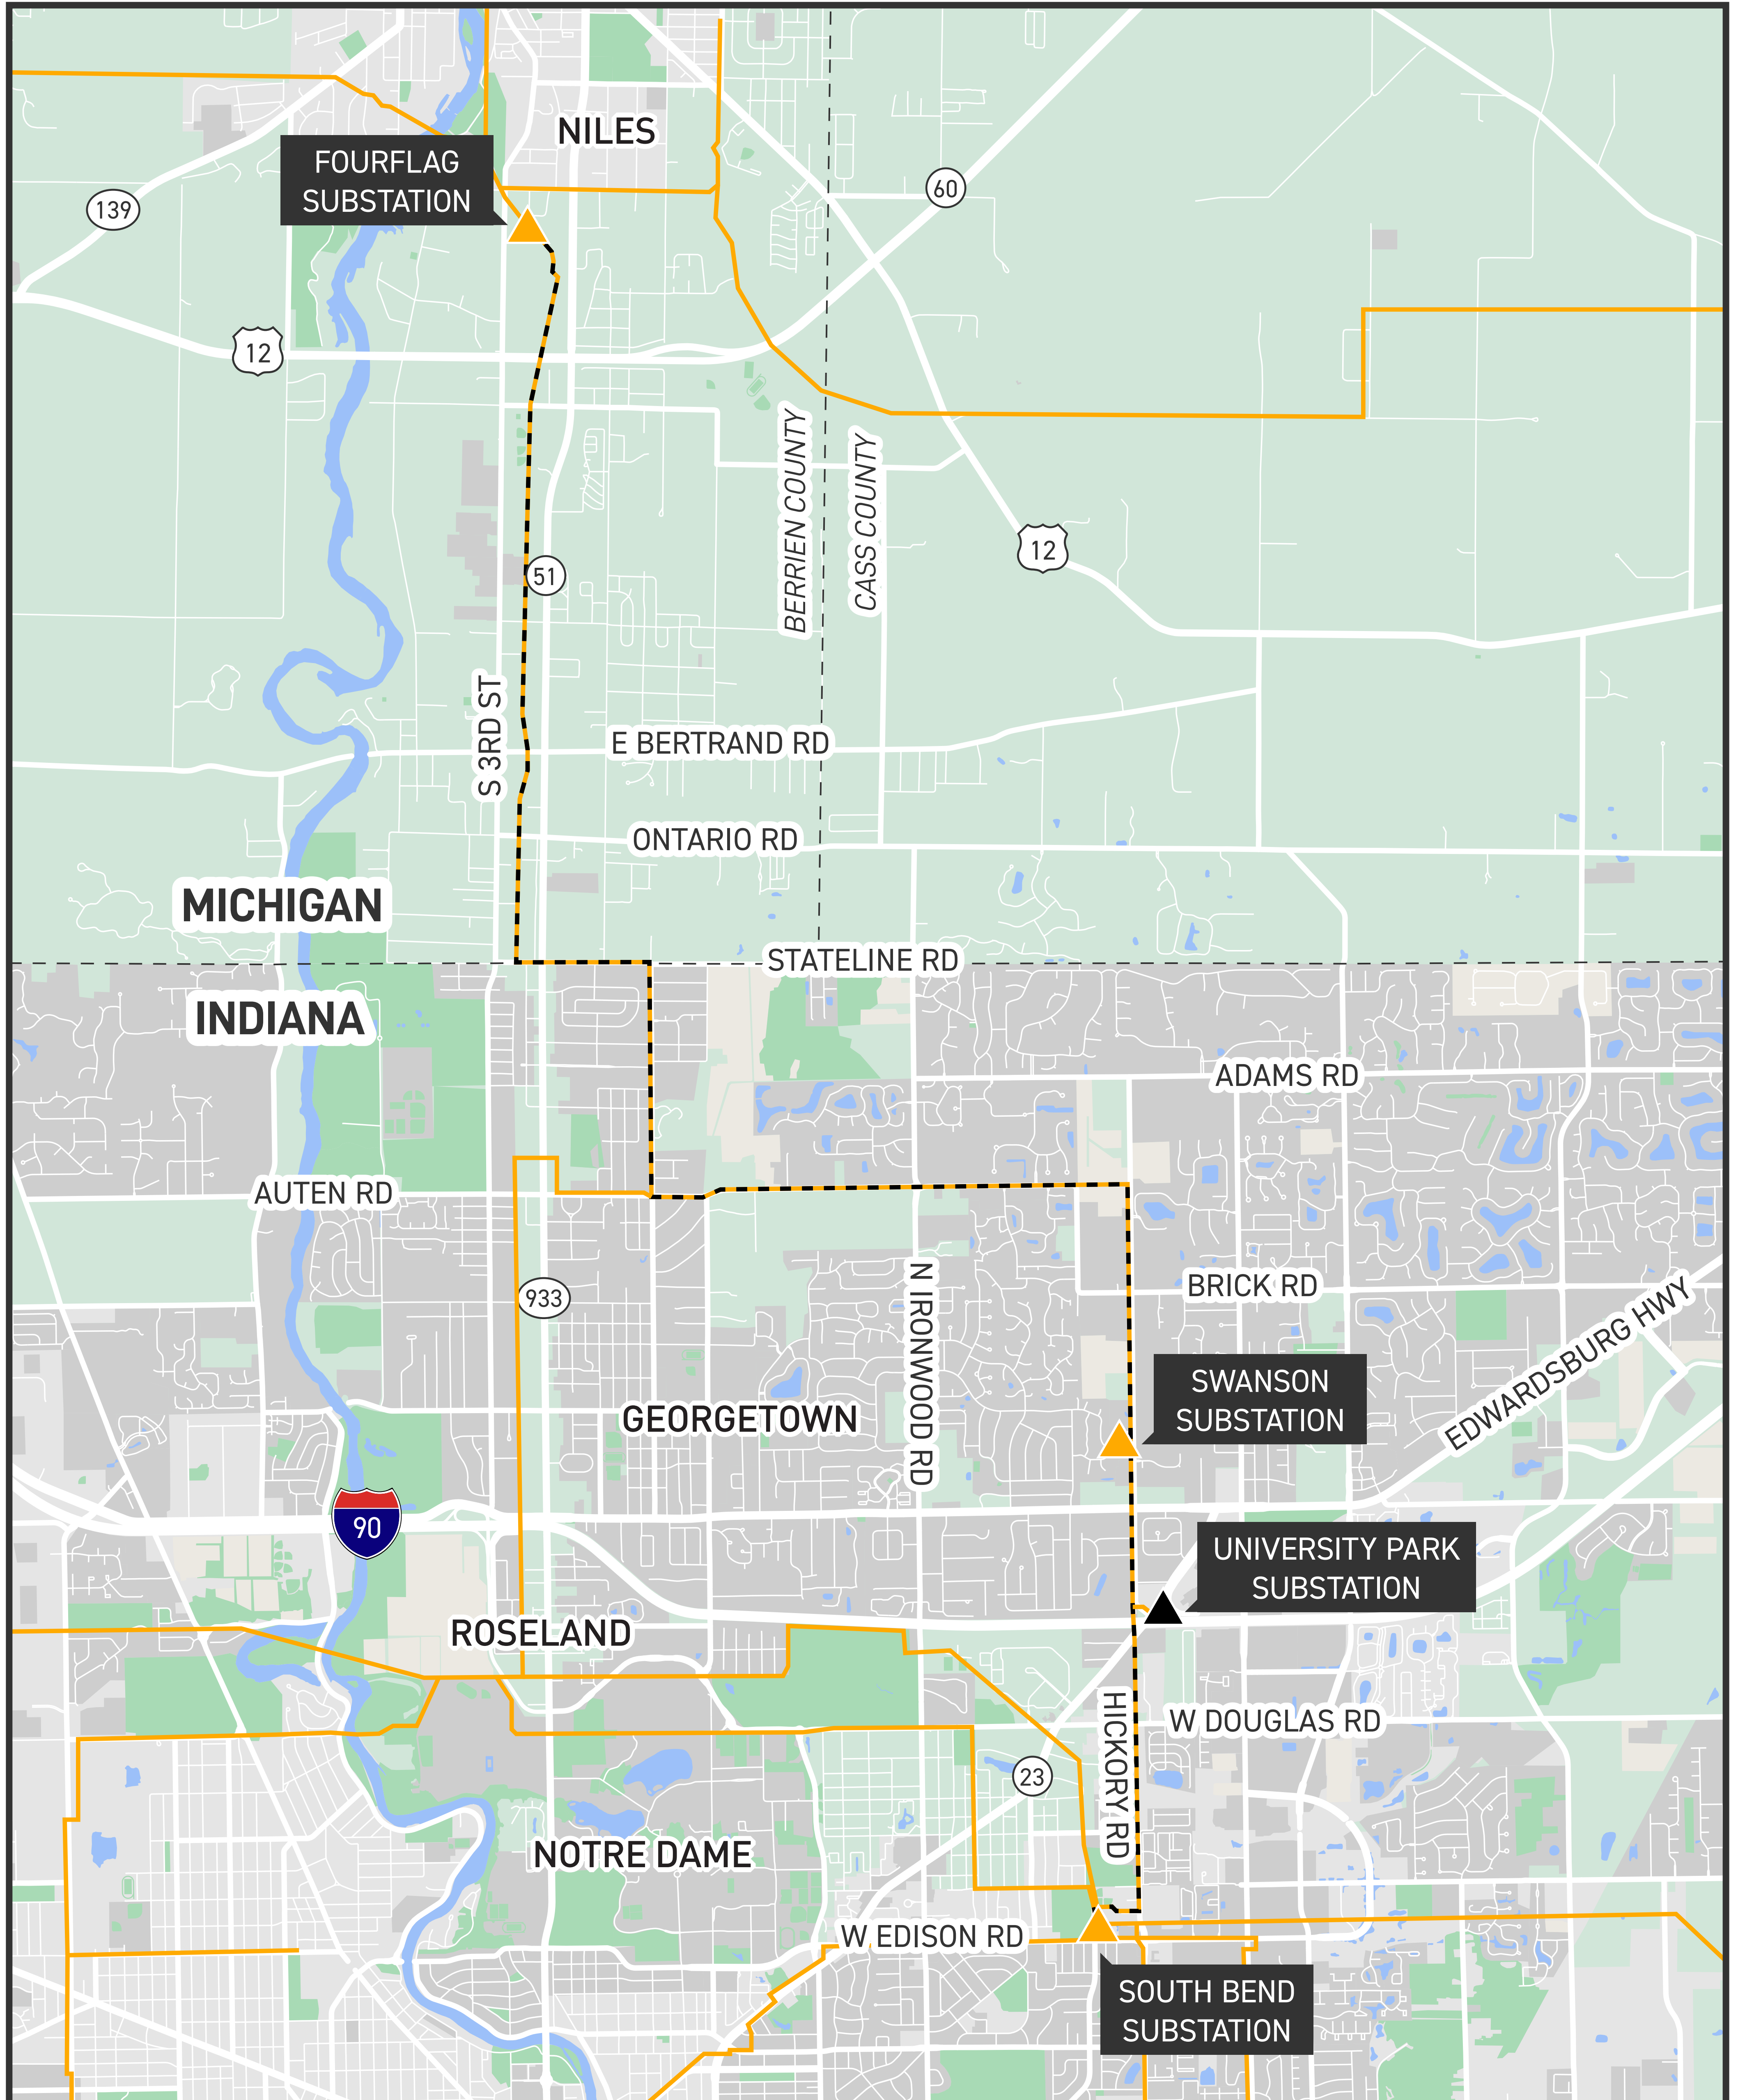 NILES
FOURFLAG
SUBSTATION
60
139
12
BERRIEN COUNTY
CASS COUNTY
12
51
S 3RD ST
E BERTRAND RD
ONTARIO RD
MICHIGAN
STATELINE RD
INDIANA
ADAMS RD
AUTEN RD
N IRONWOOD RD
BRICK RD
933
EDWARDSBURG HWY
SWANSON
SUBSTATION
GEORGETOWN
90
UNIVERSITY PARK
SUBSTATION
ROSELAND
HICKORY RD
W DOUGLAS RD
23
NOTRE DAME
W EDISON RD
SOUTH BEND
SUBSTATION